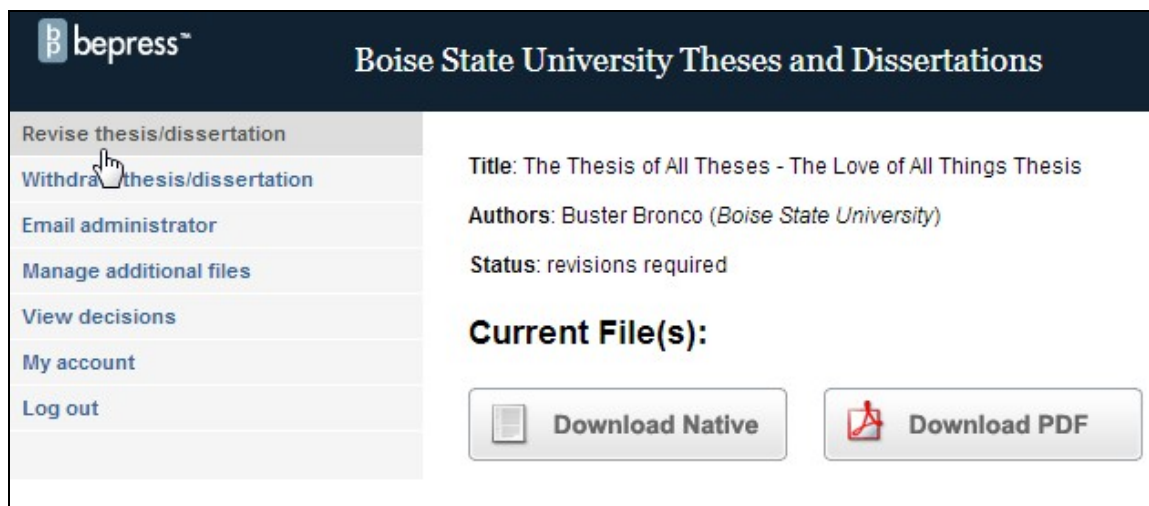 bepress™
Boise State University Theses and Dissertations
Revise thesis/dissertation
Withdraw thesis/dissertation
Email administrator
Manage additional files
View decisions
My account
Log out
Title: The Thesis of All Theses - The Love of All Things Thesis
Authors: Buster Bronco (Boise State University)
Status: revisions required
Current File(s):
Download Native
Download PDF